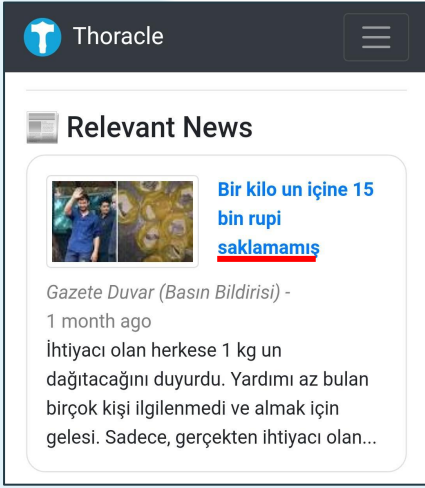 Thoracle
Relevant News
Bir kilo un içine 15
bin rupi
saklamamış
Gazete Duvar (Basın Bildirisi) -
1 month ago
İhtiyacı olan herkese 1 kg un
dağıtacağını duyurdu. Yardımı az bulan
birçok kişi ilgilenmedi ve almak için
gelesi. Sadece, gerçekten ihtiyacı olan...